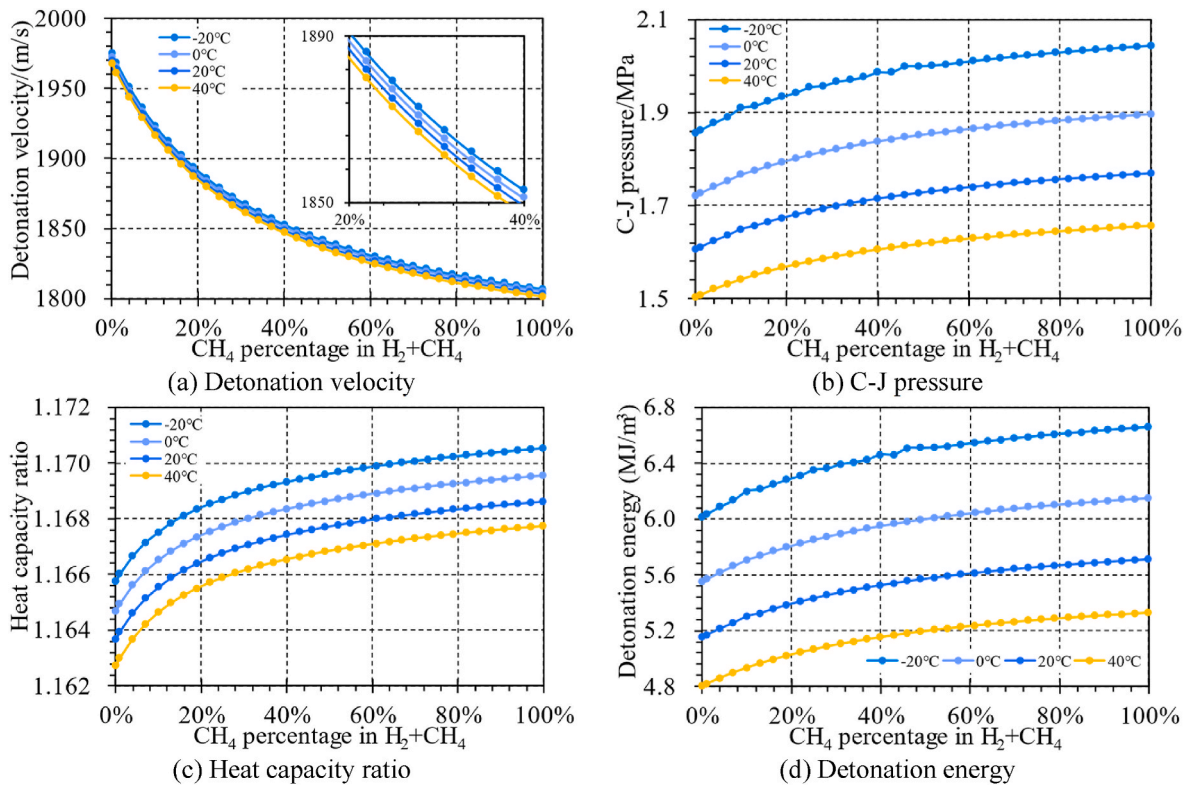 Detonation velocity/(m/s)
2000
1950
1900
1850
1800
-20℃
0℃
20℃
40℃
1890
1850
20% 40%
0% 20% 40% 60% 80% 100%
CH₄ percentage in H₂+CH₄
(a) Detonation velocity
C-J pressure/MPa
2.1
1.9
1.7
1.5
-20℃
0℃
20℃
40℃
0% 20% 40% 60% 80% 100%
CH₄ percentage in H₂+CH₄
(b) C-J pressure
Heat capacity ratio
1.172
1.170
1.168
1.166
1.164
1.162
-20℃
0℃
20℃
40℃
0% 20% 40% 60% 80% 100%
CH₄ percentage in H₂+CH₄
(c) Heat capacity ratio
Detonation energy (MJ/m³)
6.8
6.4
6.0
5.6
5.2
4.8
-20℃ 0℃ 20℃ 40℃
0% 20% 40% 60% 80% 100%
CH₄ percentage in H₂+CH₄
(d) Detonation energy